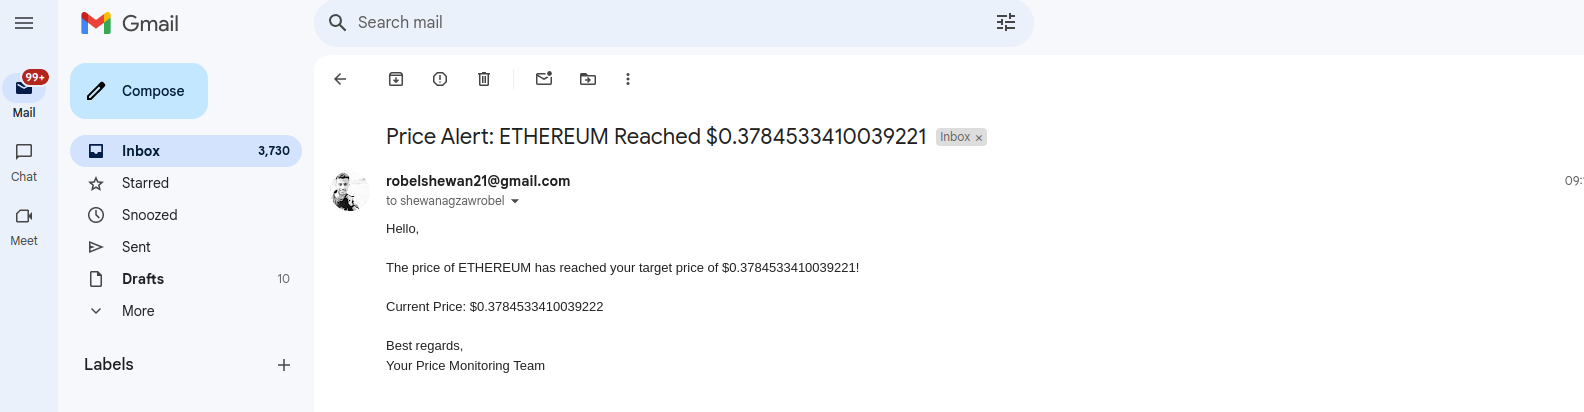 Gmail
Search mail
99+
Mail
Compose
Inbox 3,730
Chat
Starred
Snoozed
Meet
Sent
Drafts 10
More
Labels
Price Alert: ETHEREUM Reached $0.3784533410039221 Inbox ×
robelshewan21@gmail.com 09:
to shewanagzawrobel
Hello,
The price of ETHEREUM has reached your target price of $0.3784533410039221!
Current Price: $0.3784533410039222
Best regards,
Your Price Monitoring Team